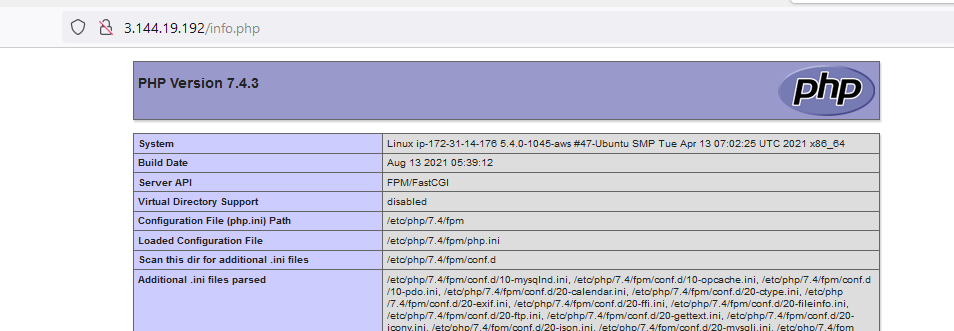 3.144.19.192/info.php
PHP Version 7.4.3
php
System Linux ip-172-31-14-176 5.4.0-1045-aws #47-Ubuntu SMP Tue Apr 13 07:02:25 UTC 2021 x86_64
Build Date Aug 13 2021 05:39:12
Server API FPM/FastCGI
Virtual Directory Support disabled
Configuration File (php.ini) Path /etc/php/7.4/fpm
Loaded Configuration File /etc/php/7.4/fpm/php.ini
Scan this dir for additional .ini files /etc/php/7.4/fpm/conf.d
Additional .ini files parsed /etc/php/7.4/fpm/conf.d/10-mysqlnd.ini, /etc/php/7.4/fpm/conf.d/10-opcache.ini, /etc/php/7.4/fpm/conf.d
/10-pdo.ini, /etc/php/7.4/fpm/conf.d/20-calendar.ini, /etc/php/7.4/fpm/conf.d/20-ctype.ini, /etc/php
/7.4/fpm/conf.d/20-exif.ini, /etc/php/7.4/fpm/conf.d/20-ffi.ini, /etc/php/7.4/fpm/conf.d/20-fileinfo.ini,
/etc/php/7.4/fpm/conf.d/20-ftp.ini, /etc/php/7.4/fpm/conf.d/20-gettext.ini, /etc/php/7.4/fpm/conf.d/20-
iconv.ini, /etc/php/7.4/fpm/conf.d/20-json.ini, /etc/php/7.4/fpm/conf.d/20-mysqli.ini, /etc/php/7.4/fpm